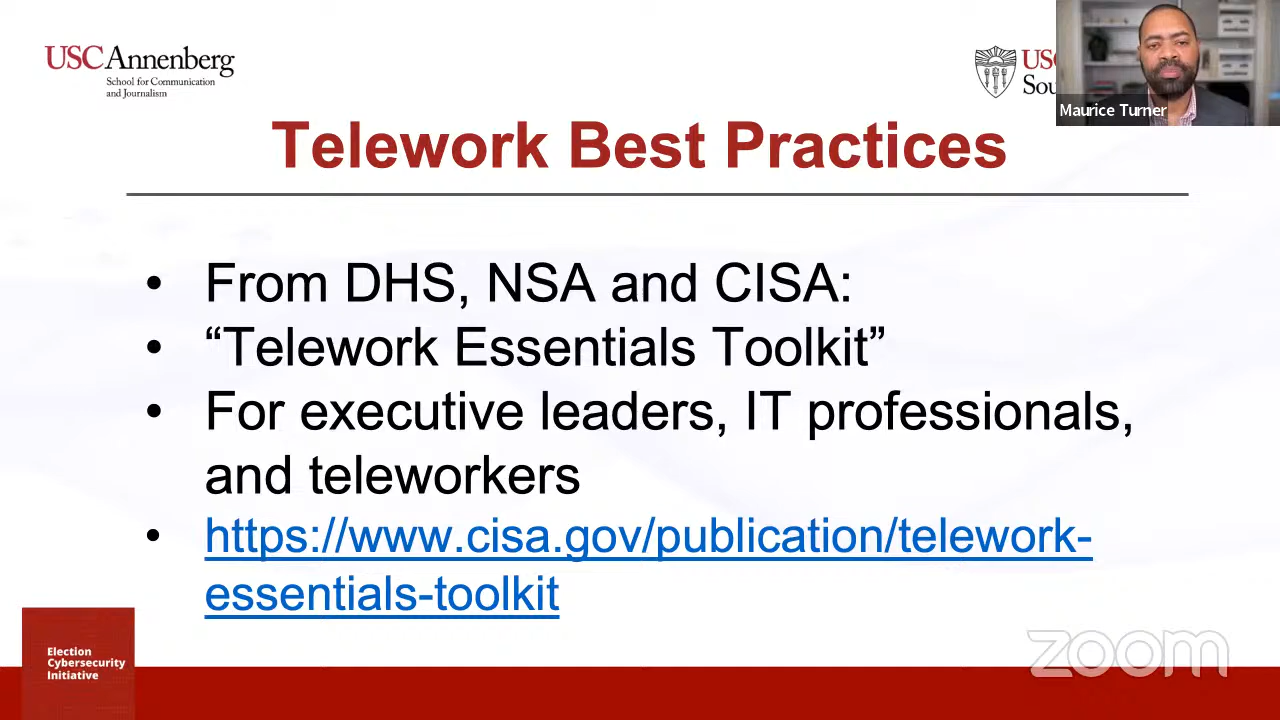 USC Annenberg
School for Communication
and Journalism
USC
Maurice Turner
Telework Best Practices
• From DHS, NSA and CISA:
• “Telework Essentials Toolkit”
• For executive leaders, IT professionals,
and teleworkers
• https://www.cisa.gov/publication/telework-
essentials-toolkit
Election
Cybersecurity
Initiative
zoom